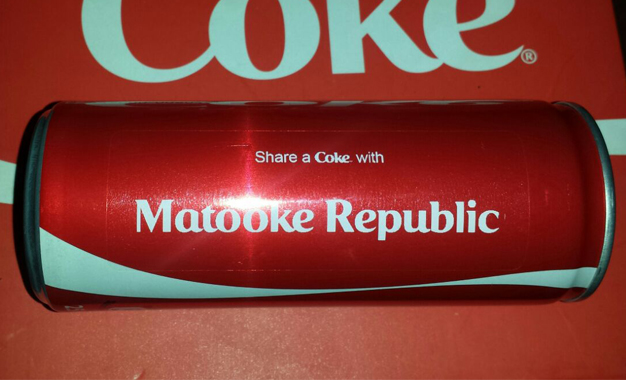 Coke®
Share a Coke with
Matooke Republic